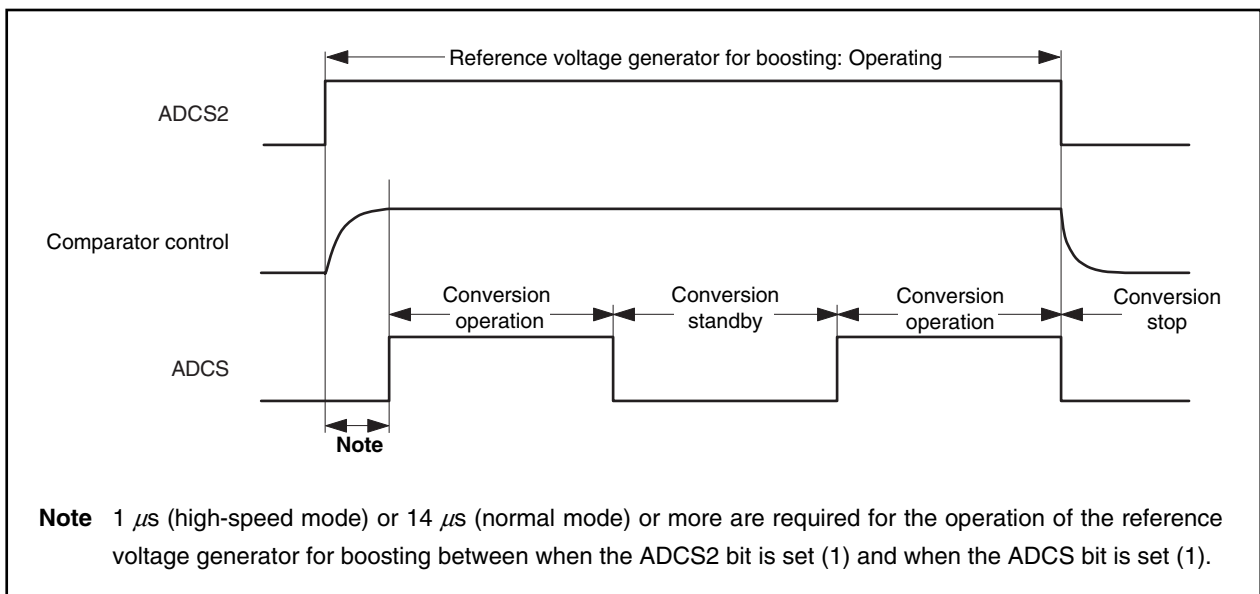 Reference voltage generator for boosting: Operating
ADCS2
Comparator control
Conversion operation
Conversion standby
Conversion operation
Conversion stop
ADCS
Note
Note 1 μs (high-speed mode) or 14 μs (normal mode) or more are required for the operation of the reference
voltage generator for boosting between when the ADCS2 bit is set (1) and when the ADCS bit is set (1).